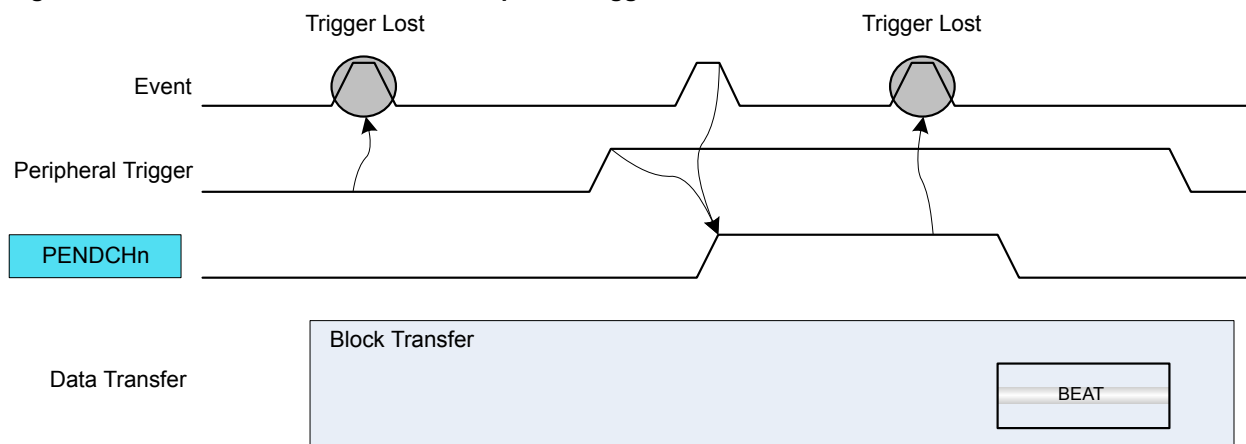 Trigger Lost
Trigger Lost
Event
Peripheral Trigger
PENDCHn
Block Transfer
Data Transfer
BEAT